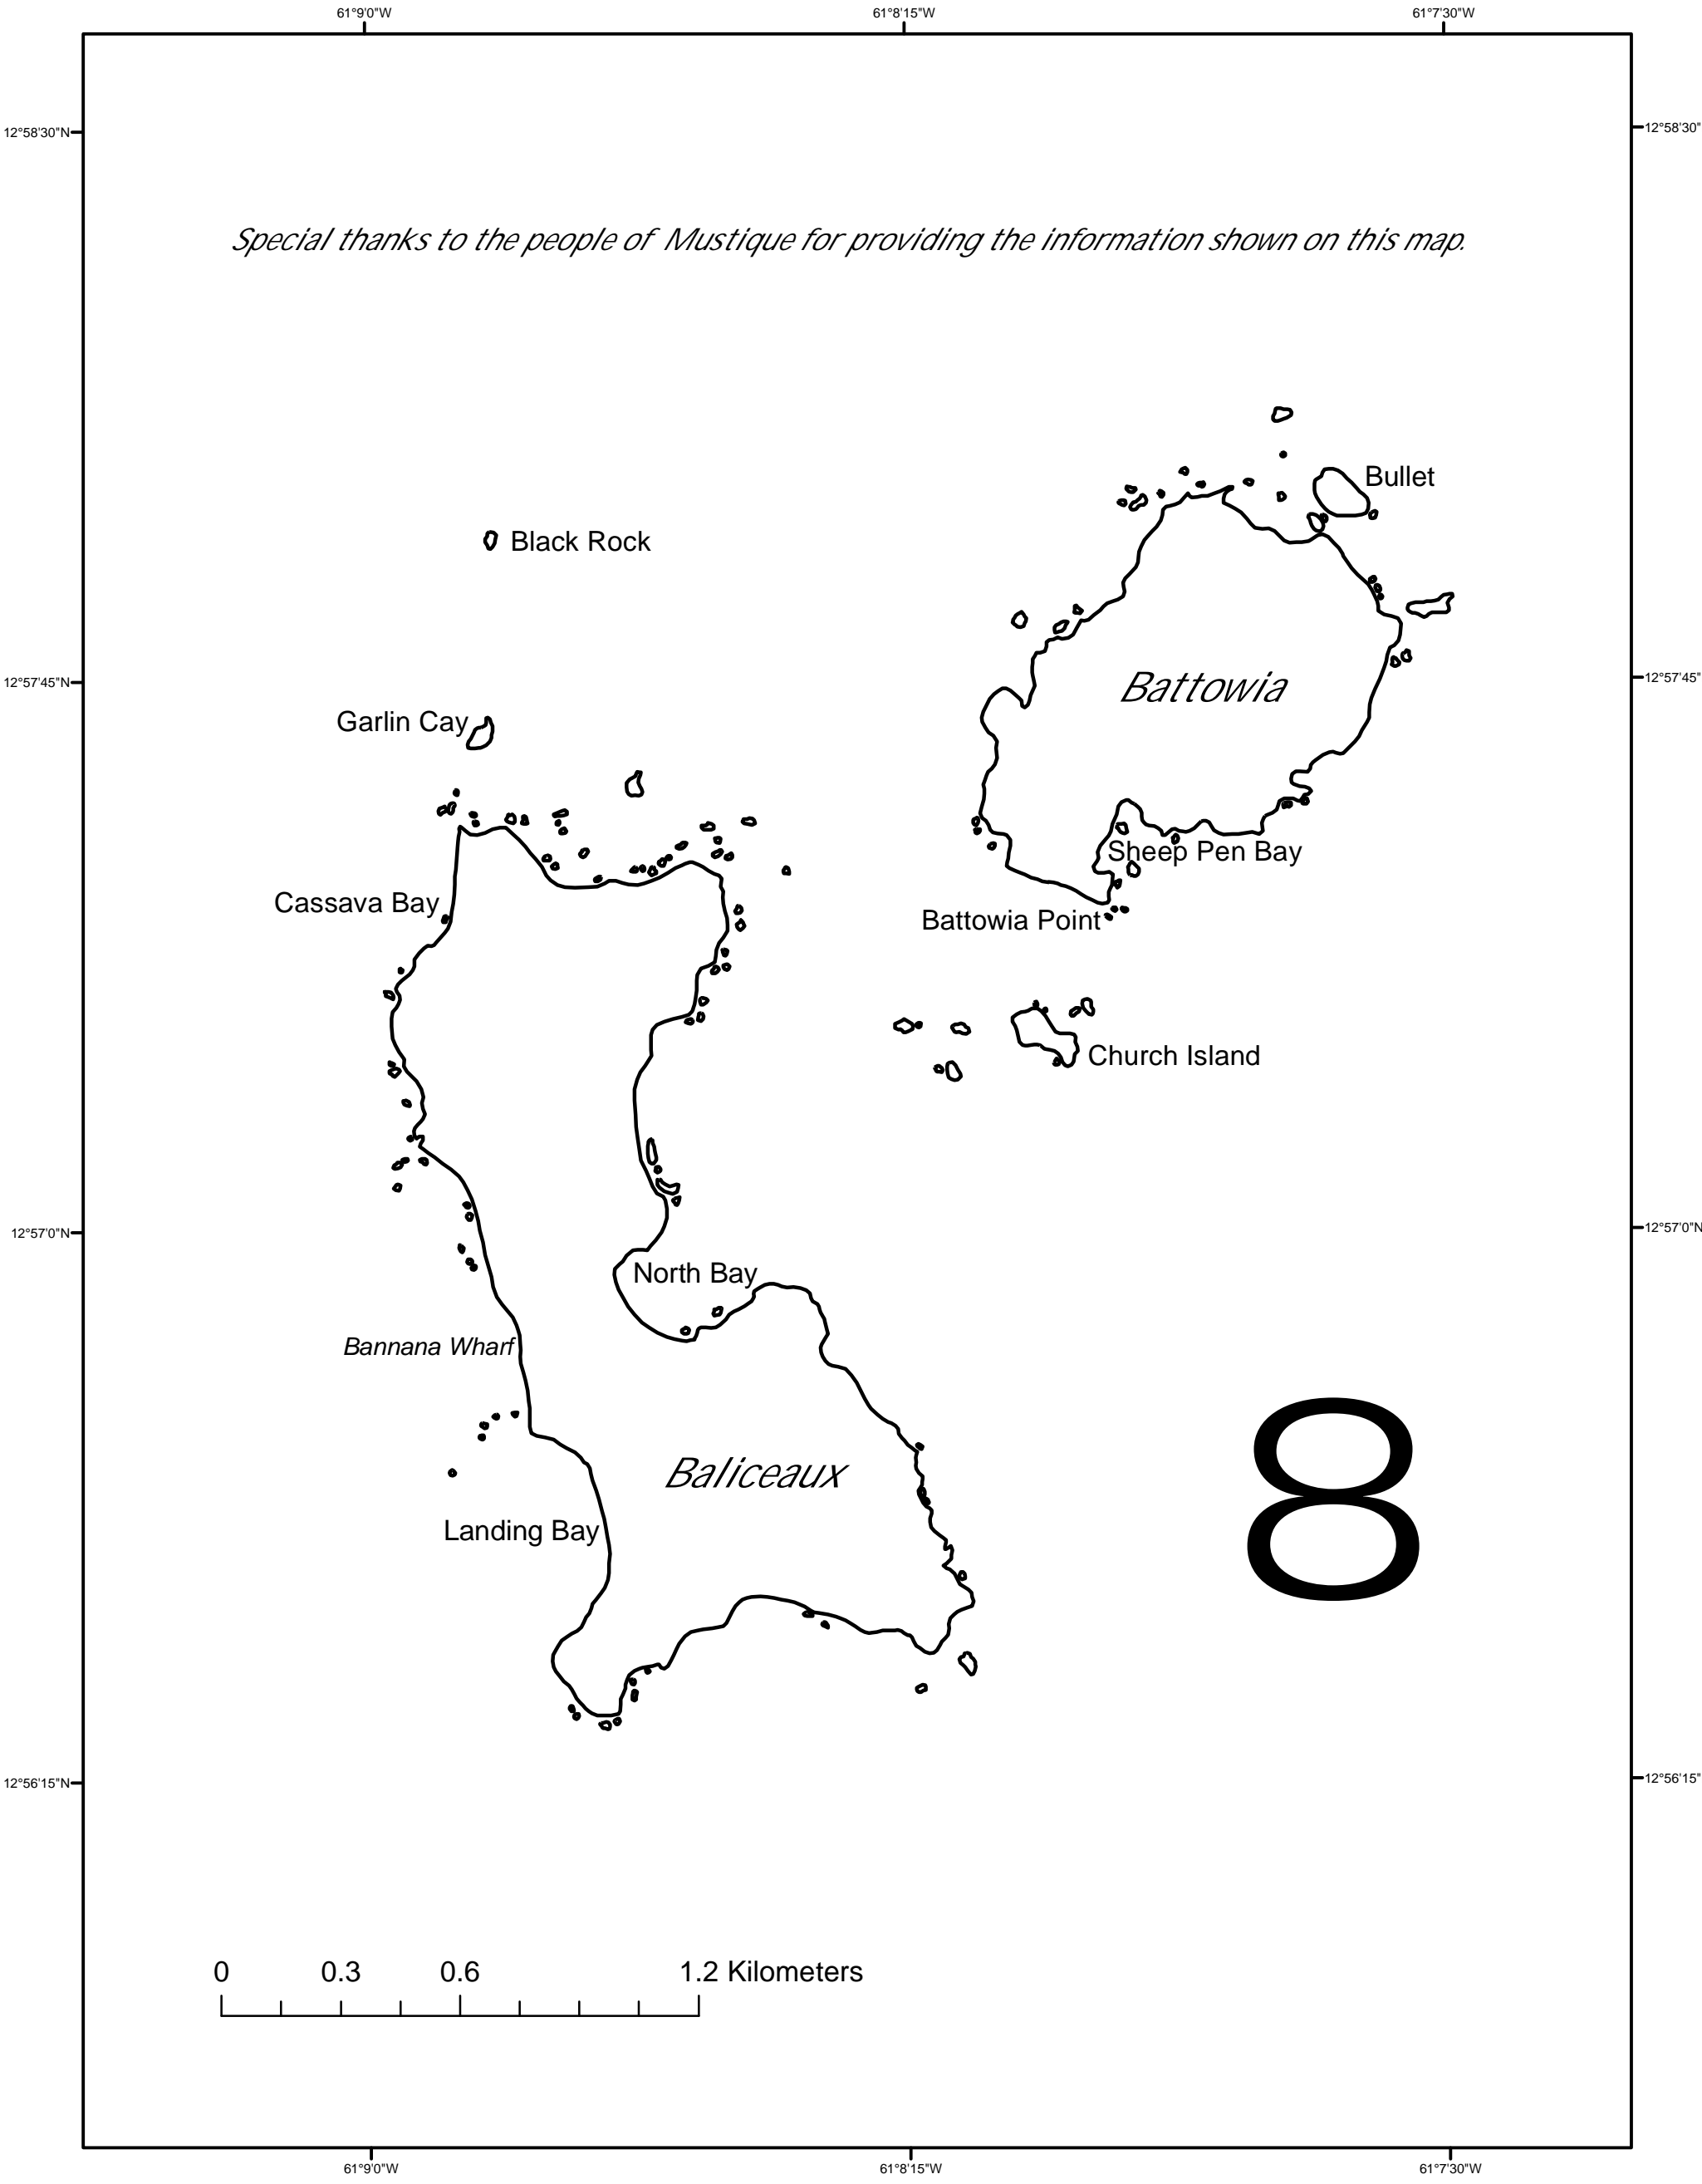 61°9'0"W
61°8'15"W
61°7'30"W
12°58'30"N
12°58'30"
Special thanks to the people of Mustique for providing the information shown on this map.
Bullet
Black Rock
12°57'45"N
Battowia
12°57'45"
Garlin Cay
Sheep Pen Bay
Cassava Bay
Battowia Point
Church Island
12°57'0"N
12°57'0"N
North Bay
Bannana Wharf
8
Baliceaux
Landing Bay
12°56'15"N
12°56'15"
0 0.3 0.6 1.2 Kilometers
61°9'0"W
61°8'15"W
61°7'30"W